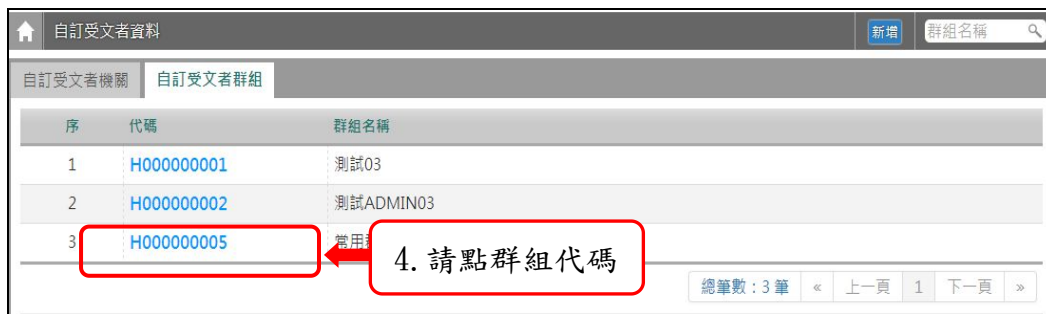 自訂受文者資料 新增 群組名稱
自訂受文者機關 自訂受文者群組
序 代碼 群組名稱
1 H000000001 測試03
2 H000000002 測試ADMIN03
3 H000000005 常用
4.請點群組代碼
總筆數：3 筆 « 上一頁 1 下一頁 »